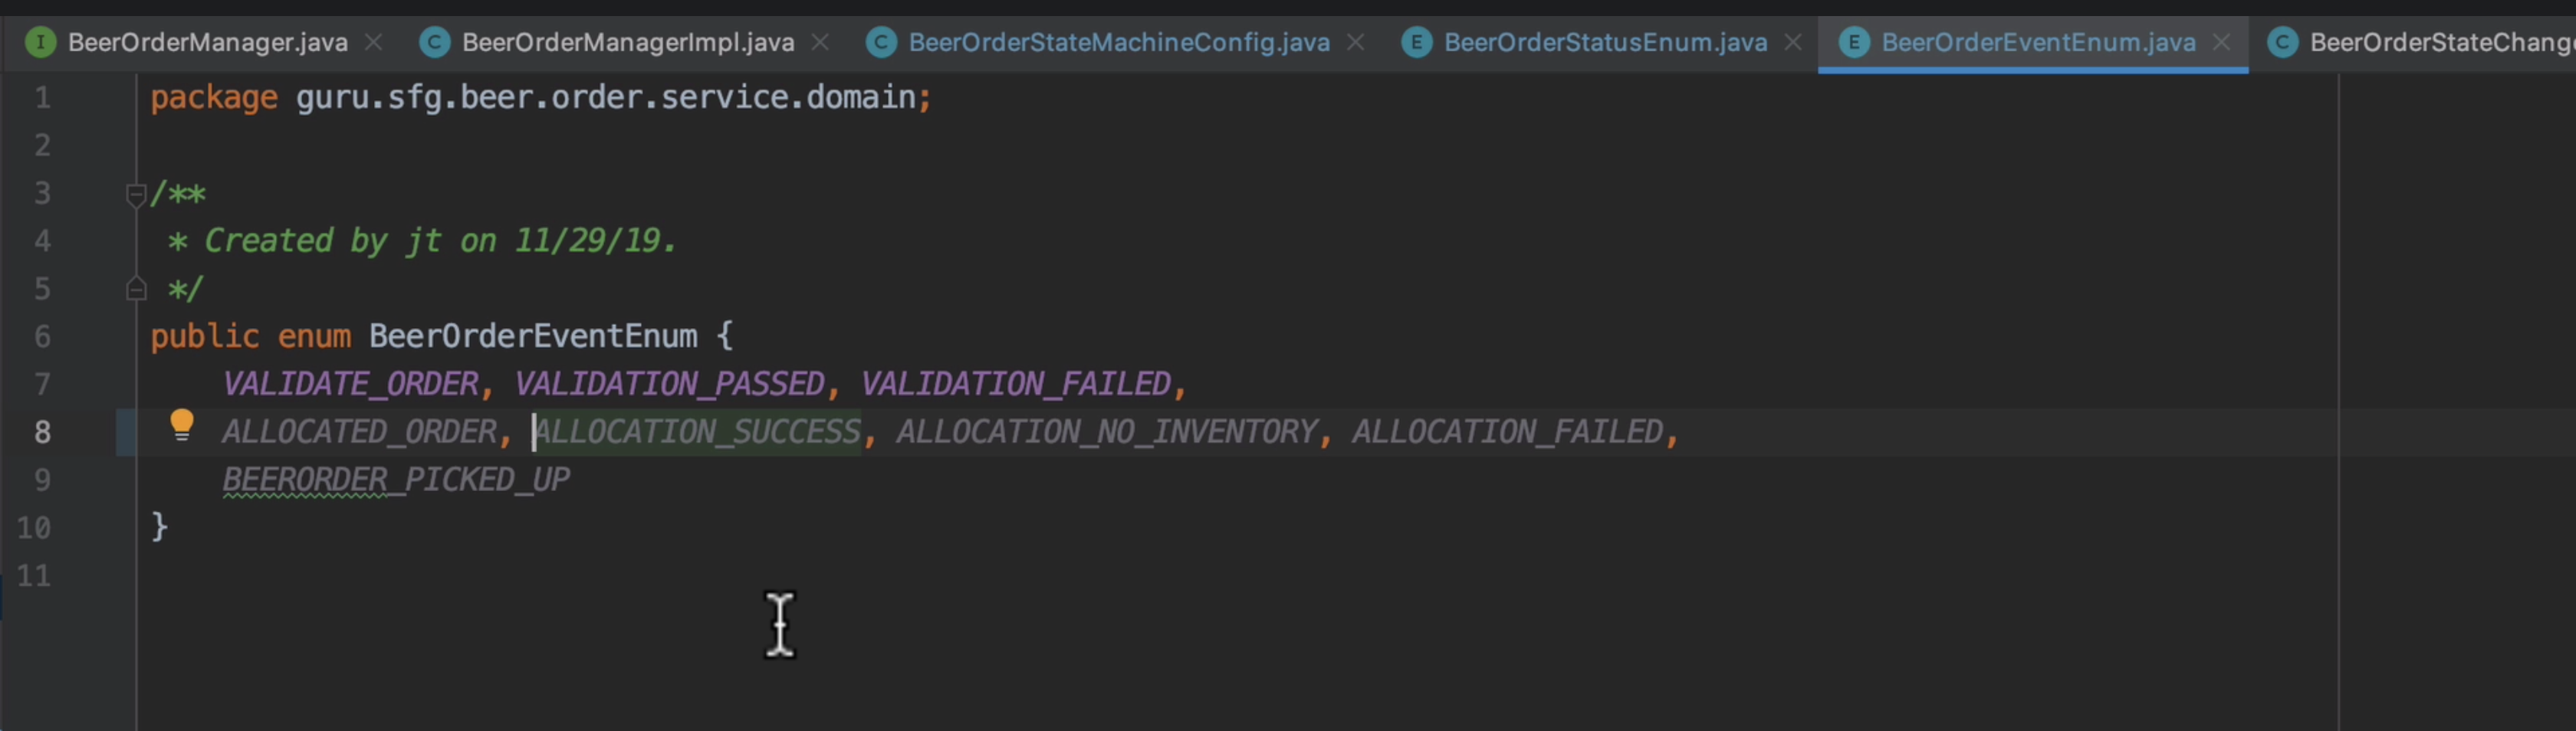 I BeerOrderManager.java C BeerOrderManagerImpl.java C BeerOrderStateMachineConfig.java E BeerOrderStatusEnum.java E BeerOrderEventEnum.java C BeerOrderStateChang
1 package guru.sfg.beer.order.service.domain;
2
3 /**
4 * Created by jt on 11/29/19.
5 */
6 public enum BeerOrderEventEnum {
7 VALIDATE_ORDER, VALIDATION_PASSED, VALIDATION_FAILED,
8 ALLOCATED_ORDER, ALLOCATION_SUCCESS, ALLOCATION_NO_INVENTORY, ALLOCATION_FAILED,
9 BEERORDER_PICKED_UP
10 }
11